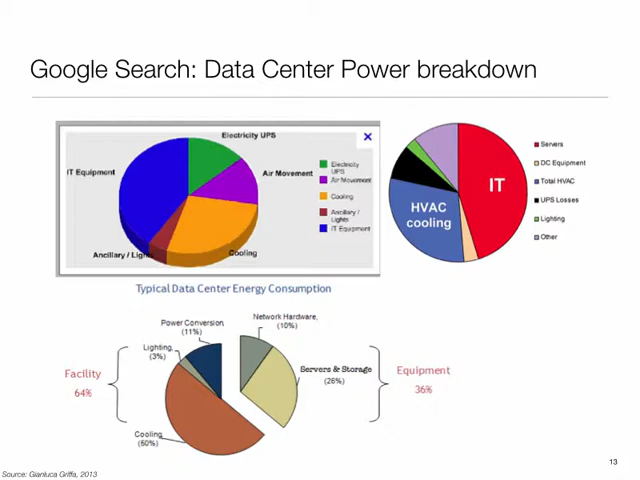 Google Search: Data Center Power breakdown
Electricity UPS
IT Equipment
Air Movement
Cooling
Ancillary / Lights
Electricity
UPS
Air Movement
Cooling
Ancillary /
Lights
IT Equipment
IT
HVAC
cooling
Servers
DC Equipment
Total HVAC
UPS Losses
Lighting
Other
Typical Data Center Energy Consumption
Power Conversion,
(11%)
Network Hardware,
(10%)
Lighting,
(3%)
Servers & Storage
(26%)
Facility
64%
Equipment
36%
Cooling
(50%)
13
Source: Gianluca Griffa, 2013